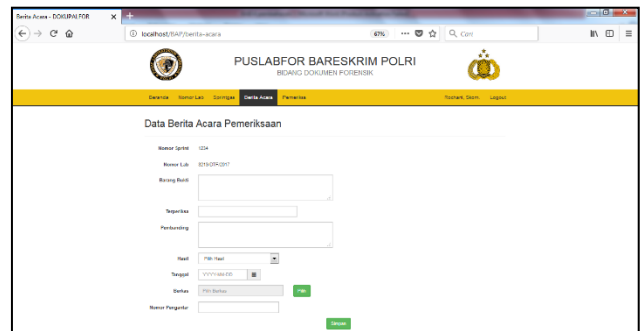 Berita Acara - DOKUPALFOR
localhost/BAP/berita-acara
67%
Cari
PUSLABFOR BARESKRIM POLRI
BIDANG DOKUMEN FORENSIK
Beranda Nomor Lab Sprintgas Berita Acara Pemeriksa Logout
Data Berita Acara Pemeriksaan
Nomor Sprint 1234
Nomor Lab
Barang Bukti
Terperiksa
Pembanding
Hasil Pilih Hasil
Tanggal YYYY-MM-DD
Berkas Pilih Berkas Pilih
Nomor Pengantar
Simpan